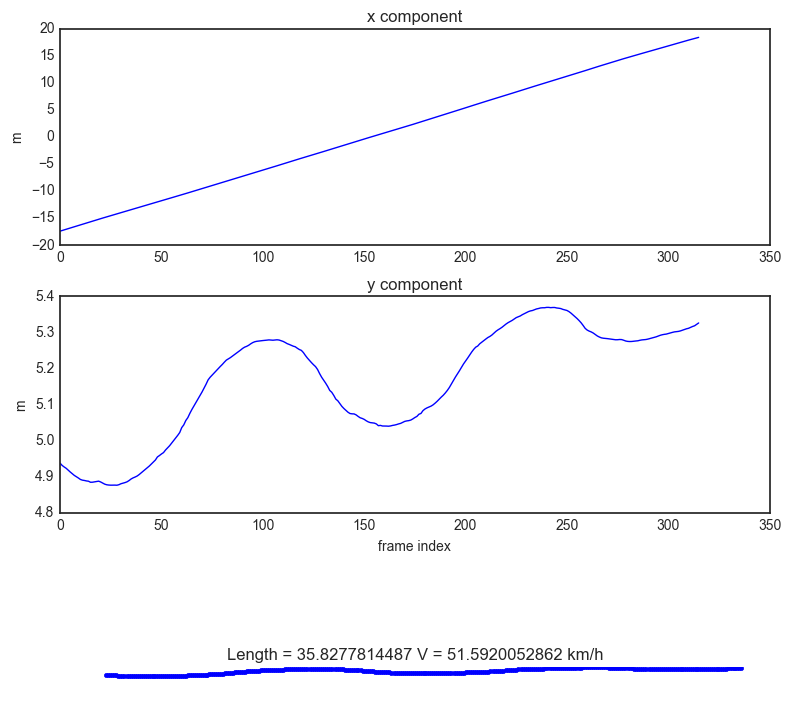 x component
20
15
10
5
0
−5
−10
−15
−20
m
0 50 100 150 200 250 300 350
y component
5.4
5.3
5.2
5.1
5.0
4.9
4.8
m
0 50 100 150 200 250 300 350
frame index
Length = 35.8277814487 V = 51.5920052862 km/h